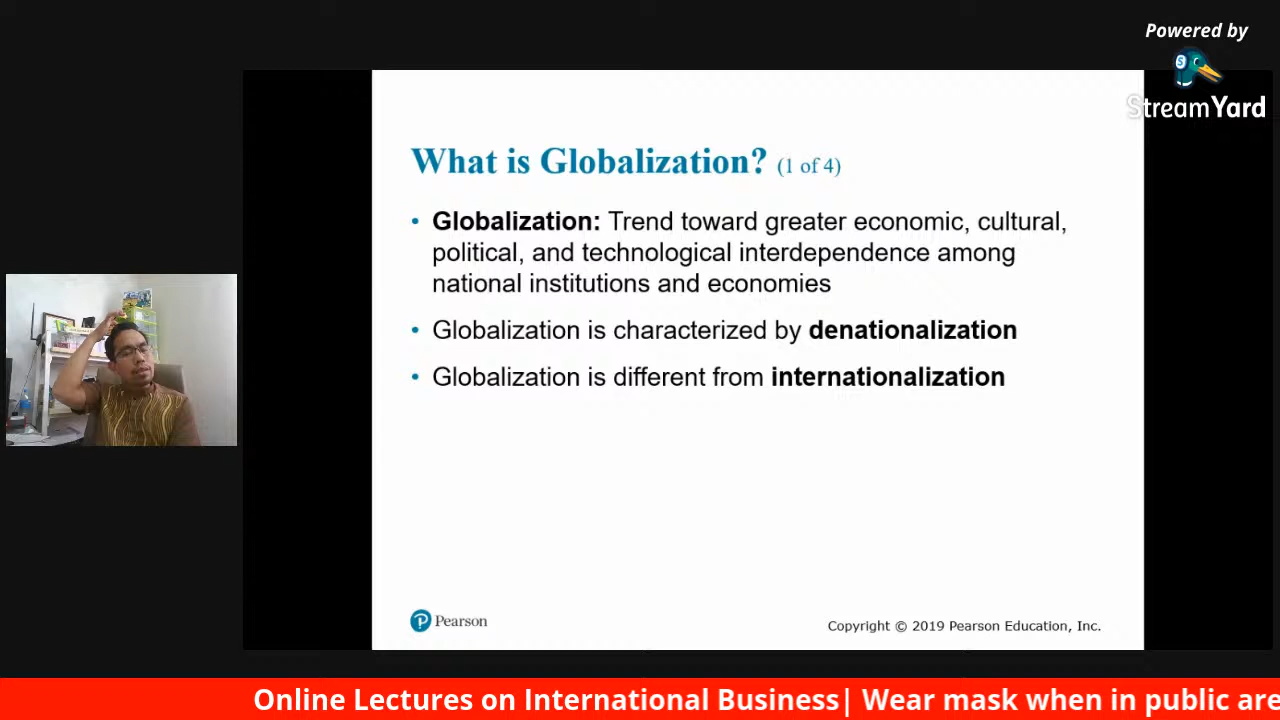 Powered by
StreamYard
What is Globalization? (1 of 4)
• Globalization: Trend toward greater economic, cultural,
political, and technological interdependence among
national institutions and economies
• Globalization is characterized by denationalization
• Globalization is different from internationalization
Pearson
Copyright © 2019 Pearson Education, Inc.
Online Lectures on International Business| Wear mask when in public are